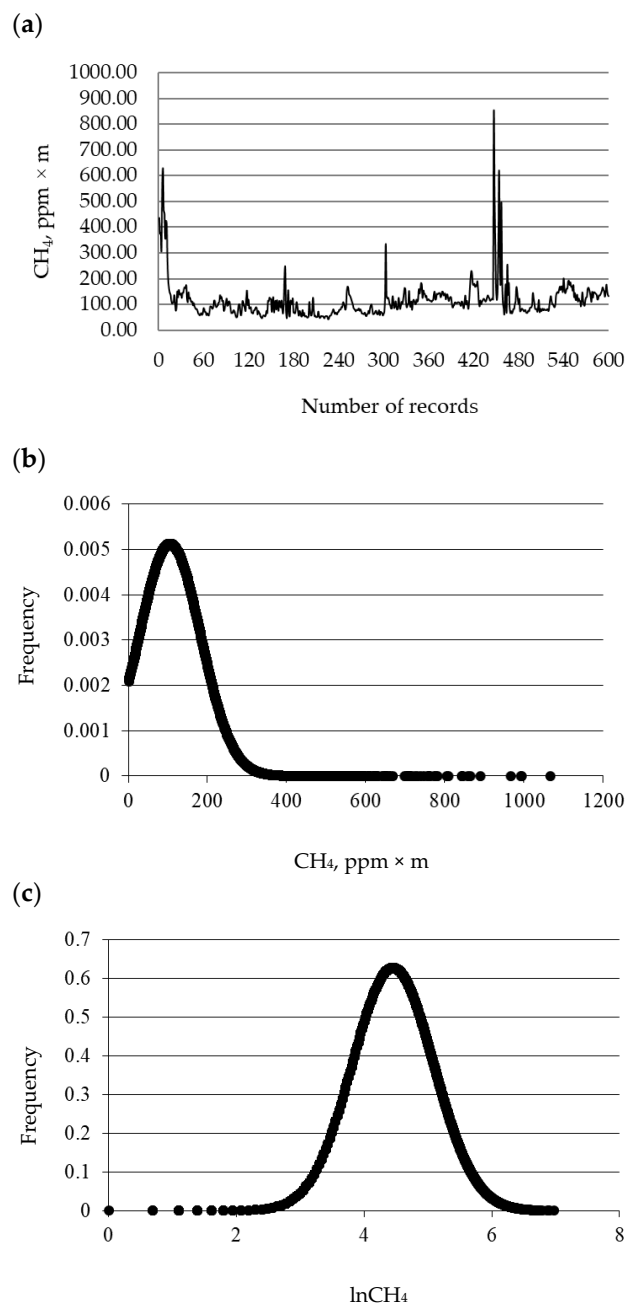 (a)
1000.00
900.00
800.00
700.00
600.00
500.00
400.00
300.00
200.00
100.00
0.00
CH₄, ppm × m
0 60 120 180 240 300 360 420 480 540 600
Number of records
(b)
0.006
0.005
0.004
0.003
0.002
0.001
0
Frequency
0 200 400 600 800 1000 1200
CH₄, ppm × m
(c)
0.7
0.6
0.5
0.4
0.3
0.2
0.1
0
Frequency
0 2 4 6 8
lnCH₄